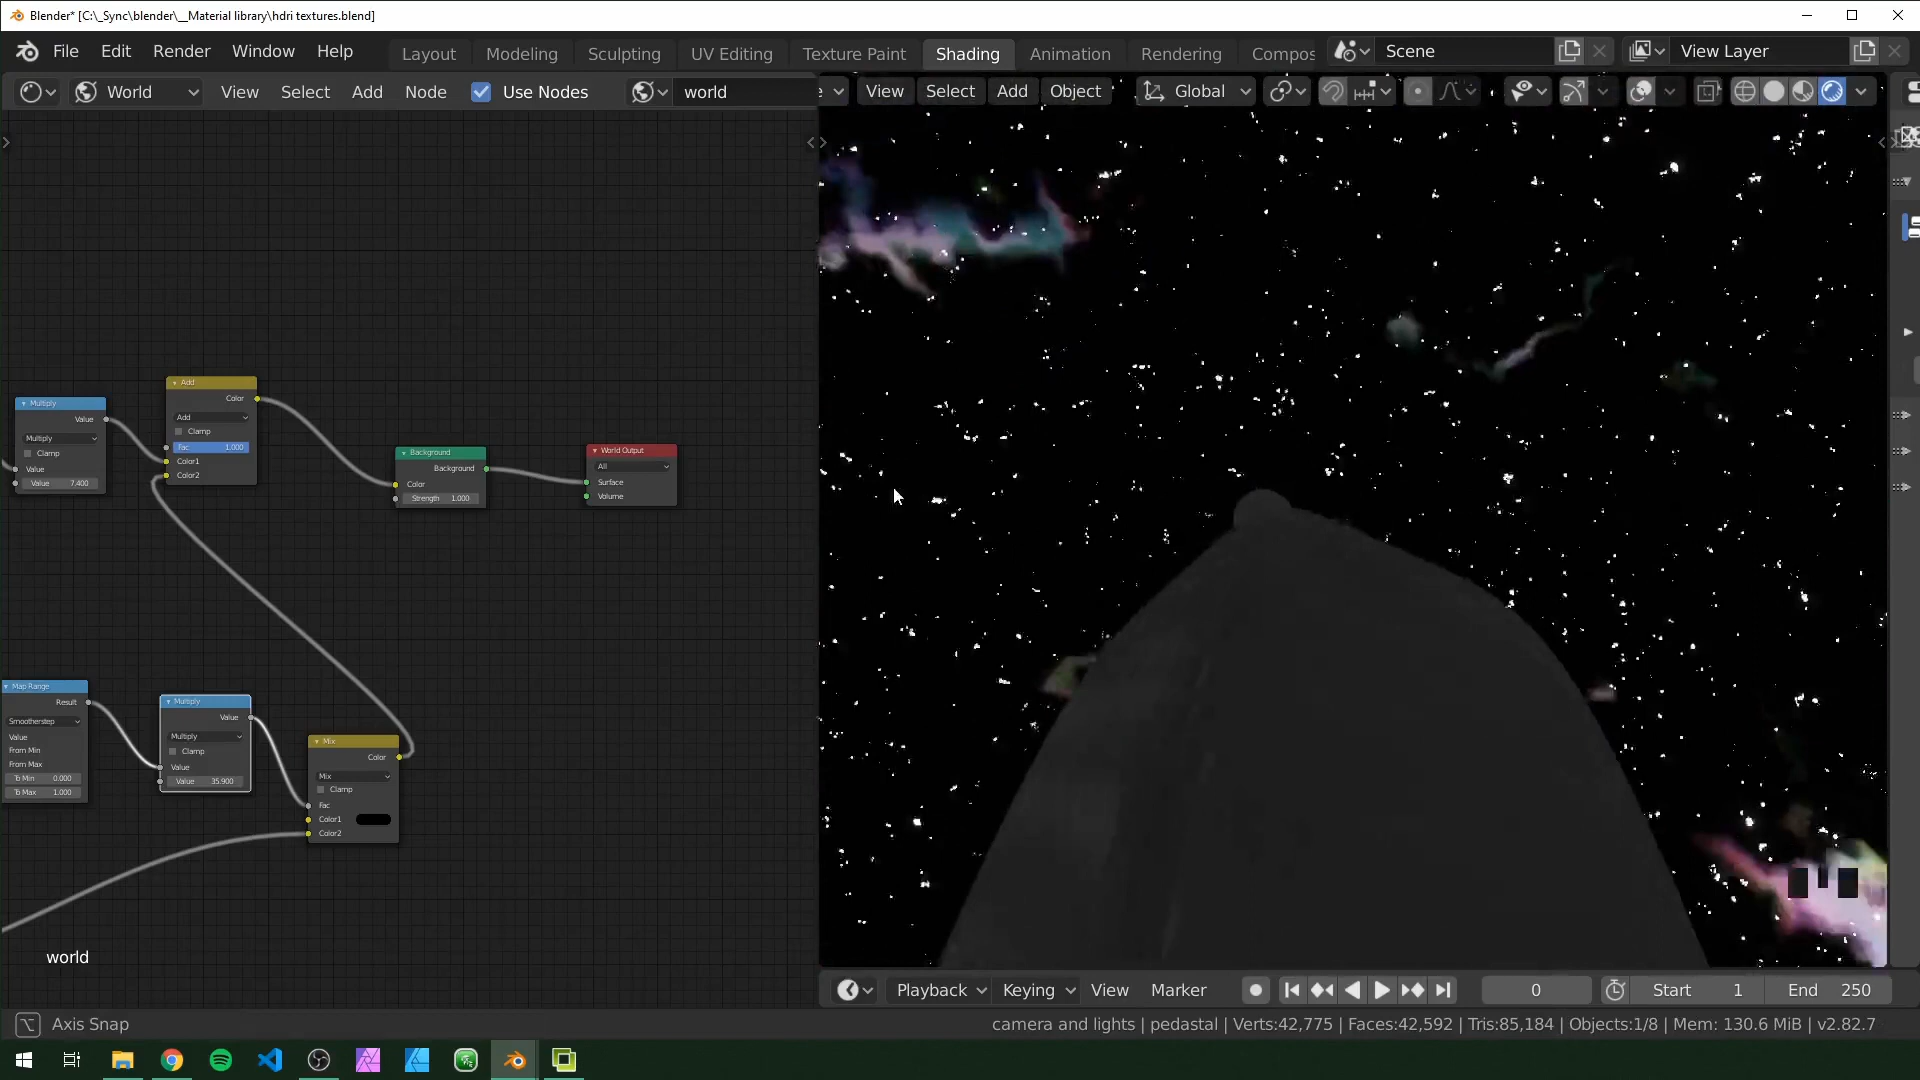 Blender* [C:\_Sync\blender\__Material library\hdri textures.blend]
File Edit Render Window Help
Layout Modeling Sculpting UV Editing Texture Paint Shading Animation Rendering Compos
Scene
View Layer
World View Select Add Node Use Nodes world
e View Select Add Object Global
Add
Color
Add
Clamp
Fac 1.000
Color1
Color2
Multiply
Value
Multiply
Clamp
Value
Value 7.400
Background
Background
Color
Strength 1.000
World Output
All
Surface
Volume
Map Range
Result
Smootherstep
Value
From Min
From Max
To Min 0.000
To Max 1.000
Multiply
Value
Multiply
Clamp
Value
Value 35.900
Mix
Color
Mix
Clamp
Fac
Color1
Color2
world
Playback Keying View Marker 0 Start 1 End 250
Axis Snap
camera and lights | pedastal | Verts:42,775 | Faces:42,592 | Tris:85,184 | Objects:1/8 | Mem: 130.6 MiB | v2.82.7